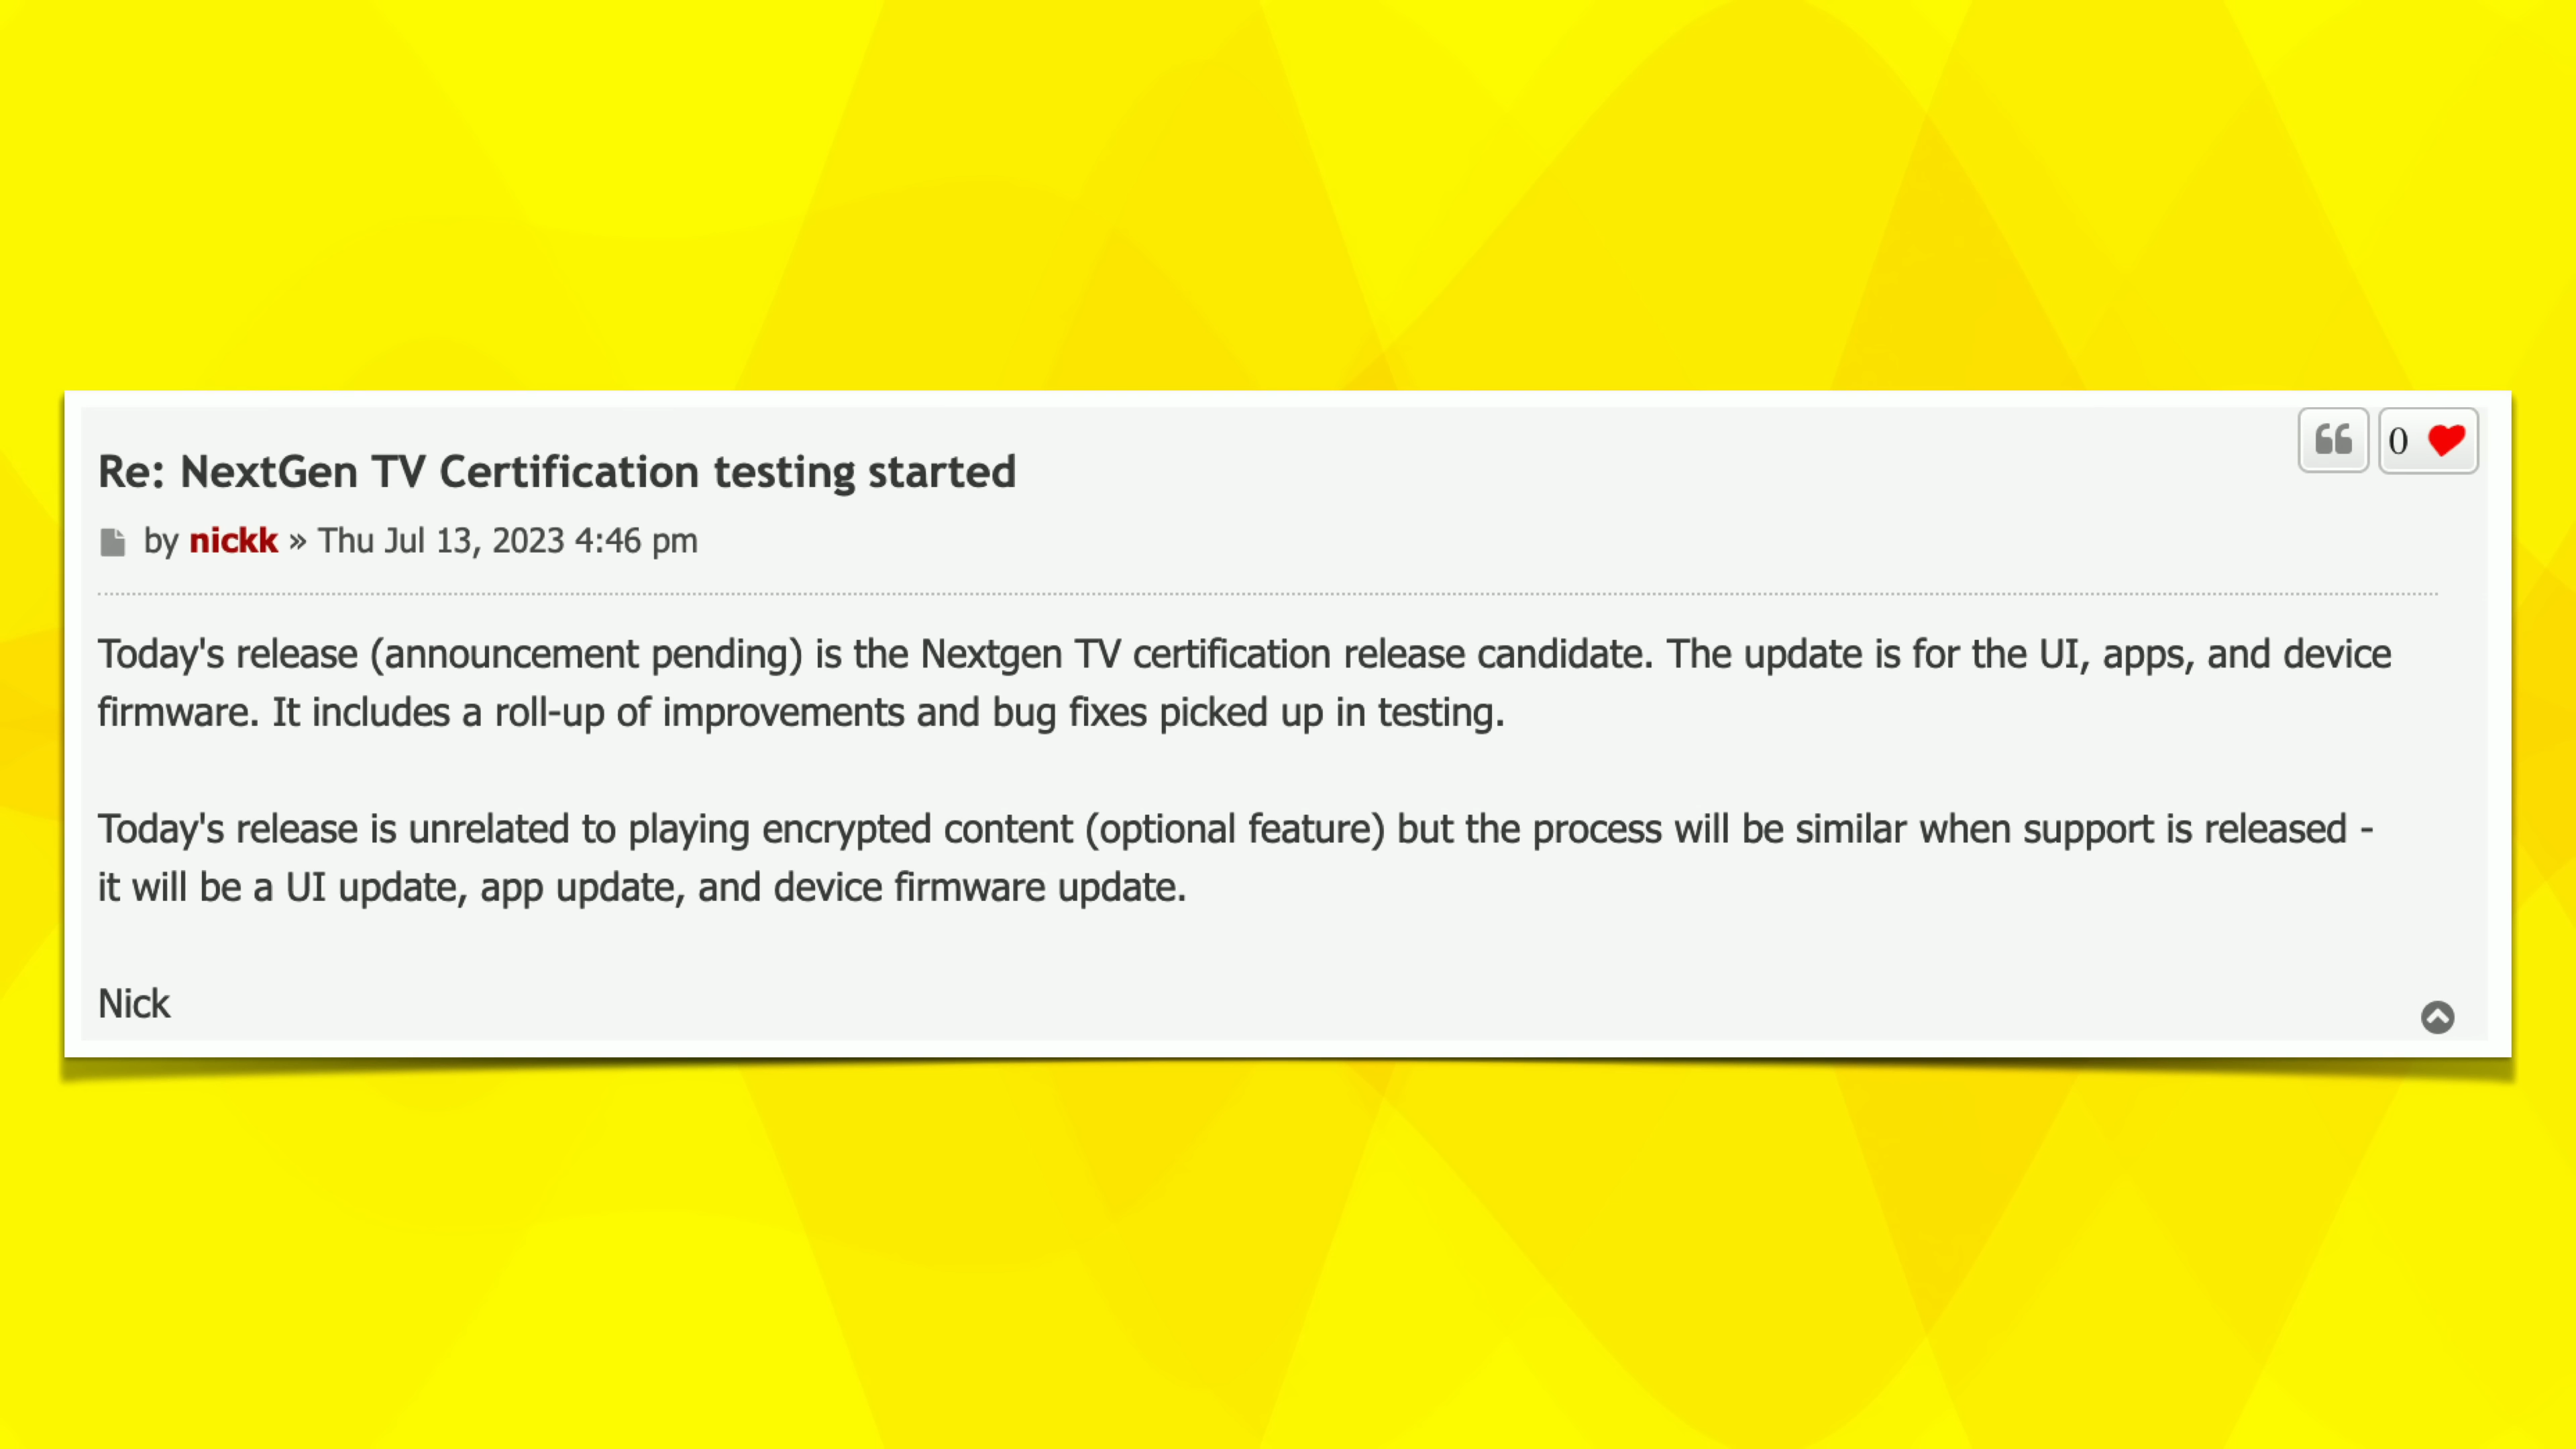 Re: NextGen TV Certification testing started
0
by nickk » Thu Jul 13, 2023 4:46 pm
Today's release (announcement pending) is the Nextgen TV certification release candidate. The update is for the UI, apps, and device
firmware. It includes a roll-up of improvements and bug fixes picked up in testing.
Today's release is unrelated to playing encrypted content (optional feature) but the process will be similar when support is released -
it will be a UI update, app update, and device firmware update.
Nick